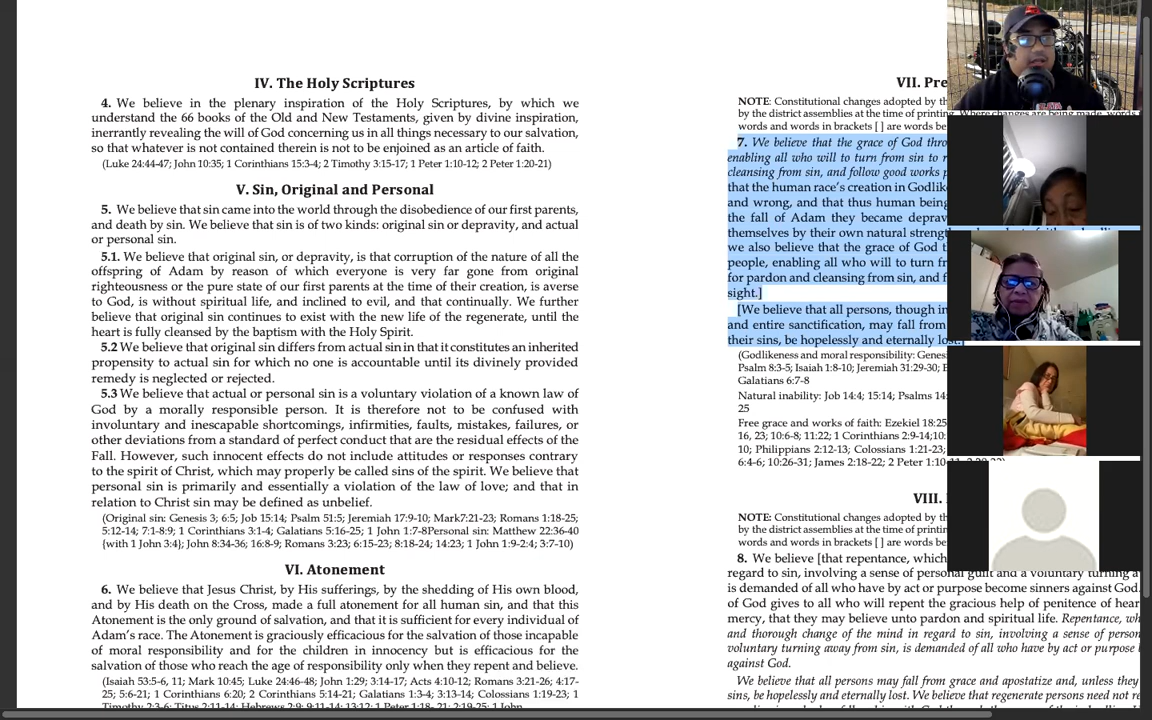 IV. The Holy Scriptures
4. We believe in the plenary inspiration of the Holy Scriptures, by which we
understand the 66 books of the Old and New Testaments, given by divine inspiration,
inerrantly revealing the will of God concerning us in all things necessary to our salvation,
so that whatever is not contained therein is not to be enjoined as an article of faith.
(Luke 24:44-47; John 10:35; 1 Corinthians 15:3-4; 2 Timothy 3:15-17; 1 Peter 1:10-12; 2 Peter 1:20-21)
V. Sin, Original and Personal
5. We believe that sin came into the world through the disobedience of our first parents,
and death by sin. We believe that sin is of two kinds: original sin or depravity, and actual
or personal sin.
5.1. We believe that original sin, or depravity, is that corruption of the nature of all the
offspring of Adam by reason of which everyone is very far gone from original
righteousness or the pure state of our first parents at the time of their creation, is averse
to God, is without spiritual life, and inclined to evil, and that continually. We further
believe that original sin continues to exist with the new life of the regenerate, until the
heart is fully cleansed by the baptism with the Holy Spirit.
5.2 We believe that original sin differs from actual sin in that it constitutes an inherited
propensity to actual sin for which no one is accountable until its divinely provided
remedy is neglected or rejected.
5.3 We believe that actual or personal sin is a voluntary violation of a known law of
God by a morally responsible person. It is therefore not to be confused with
involuntary and inescapable shortcomings, infirmities, faults, mistakes, failures, or
other deviations from a standard of perfect conduct that are the residual effects of the
Fall. However, such innocent effects do not include attitudes or responses contrary
to the spirit of Christ, which may properly be called sins of the spirit. We believe that
personal sin is primarily and essentially a violation of the law of love; and that in
relation to Christ sin may be defined as unbelief.
(Original sin: Genesis 3; 6:5; Job 15:14; Psalm 51:5; Jeremiah 17:9-10; Mark7:21-23; Romans 1:18-25;
5:12-14; 7:1-8:9; 1 Corinthians 3:1-4; Galatians 5:16-25; 1 John 1:7-8Personal sin: Matthew 22:36-40
{with 1 John 3:4}; John 8:34-36; 16:8-9; Romans 3:23; 6:15-23; 8:18-24; 14:23; 1 John 1:9-2:4; 3:7-10)
VI. Atonement
6. We believe that Jesus Christ, by His sufferings, by the shedding of His own blood,
and by His death on the Cross, made a full atonement for all human sin, and that this
Atonement is the only ground of salvation, and that it is sufficient for every individual of
Adam's race. The Atonement is graciously efficacious for the salvation of those incapable
of moral responsibility and for the children in innocency but is efficacious for the
salvation of those who reach the age of responsibility only when they repent and believe.
(Isaiah 53:5-6, 11; Mark 10:45; Luke 24:46-48; John 1:29; 3:14-17; Acts 4:10-12; Romans 3:21-26; 4:17-
25; 5:6-21; 1 Corinthians 6:20; 2 Corinthians 5:14-21; Galatians 1:3-4; 3:13-14; Colossians 1:19-23; 1
Timothy 2:3-6; Titus 2:11-14; Hebrews 2:9; 9:11-14; 13:12; 1 Peter 1:18-21; 2:19-25; 1 John
VII. Pre
NOTE: Constitutional changes adopted by th
by the district assemblies at the time of printing. Where changes are being made, words
words and words in brackets [ ] are words be
7. We believe that the grace of God thro
enabling all who will to turn from sin to r
cleansing from sin, and follow good works p
that the human race's creation in Godlik
and wrong, and that thus human being
the fall of Adam they became deprav
themselves by their own natural strengt
we also believe that the grace of God t
people, enabling all who will to turn fr
for pardon and cleansing from sin, and f
sight.]
[We believe that all persons, though in
and entire sanctification, may fall from
their sins, be hopelessly and eternally lost.]
(Godlikeness and moral responsibility: Genes
Psalm 8:3-5; Isaiah 1:8-10; Jeremiah 31:29-30; E
Galatians 6:7-8
Natural inability: Job 14:4; 15:14; Psalms 14:
25
Free grace and works of faith: Ezekiel 18:25
16, 23; 10:6-8; 11:22; 1 Corinthians 2:9-14;10:
10; Philippians 2:12-13; Colossians 1:21-23;
6:4-6; 10:26-31; James 2:18-22; 2 Peter 1:10-11; 2:20-22)
VIII.
NOTE: Constitutional changes adopted by th
by the district assemblies at the time of printin
words and words in brackets [ ] are words be
8. We believe [that repentance, which
regard to sin, involving a sense of personal guilt and a voluntary turning a
is demanded of all who have by act or purpose become sinners against God.
of God gives to all who will repent the gracious help of penitence of hear
mercy, that they may believe unto pardon and spiritual life. Repentance, wh
and thorough change of the mind in regard to sin, involving a sense of person
voluntary turning away from sin, is demanded of all who have by act or purpose
against God.
We believe that all persons may fall from grace and apostatize and, unless they
sins, be hopelessly and eternally lost. We believe that regenerate persons need not re